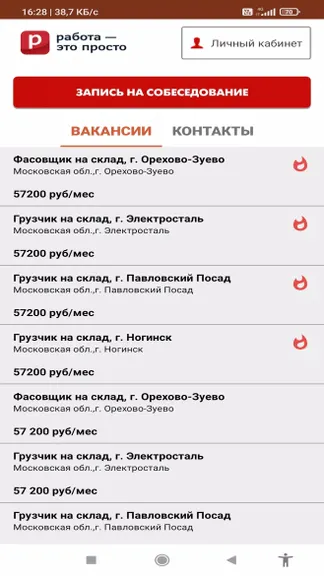 16:28 | 38,7 КБ/с
70
р
работа —
это просто
Личный кабинет
ЗАПИСЬ НА СОБЕСЕДОВАНИЕ
ВАКАНСИИ КОНТАКТЫ
Фасовщик на склад, г. Орехово-Зуево
Московская обл.,г. Орехово-Зуево
57200 руб/мес
Грузчик на склад, г. Электросталь
Московская обл.,г. Электросталь
57200 руб/мес
Грузчик на склад, г. Павловский Посад
Московская обл.,г. Павловский Посад
57200 руб/мес
Грузчик на склад, г. Ногинск
Московская обл.,г. Ногинск
57200 руб/мес
Фасовщик на склад, г. Орехово-Зуево
Московская обл.,г. Орехово-Зуево
57 200 руб/мес
Грузчик на склад, г. Электросталь
Московская обл.,г. Электросталь
57 200 руб/мес
Грузчик на склад, г. Павловский Посад
Московская обл.,г. Павловский Посад